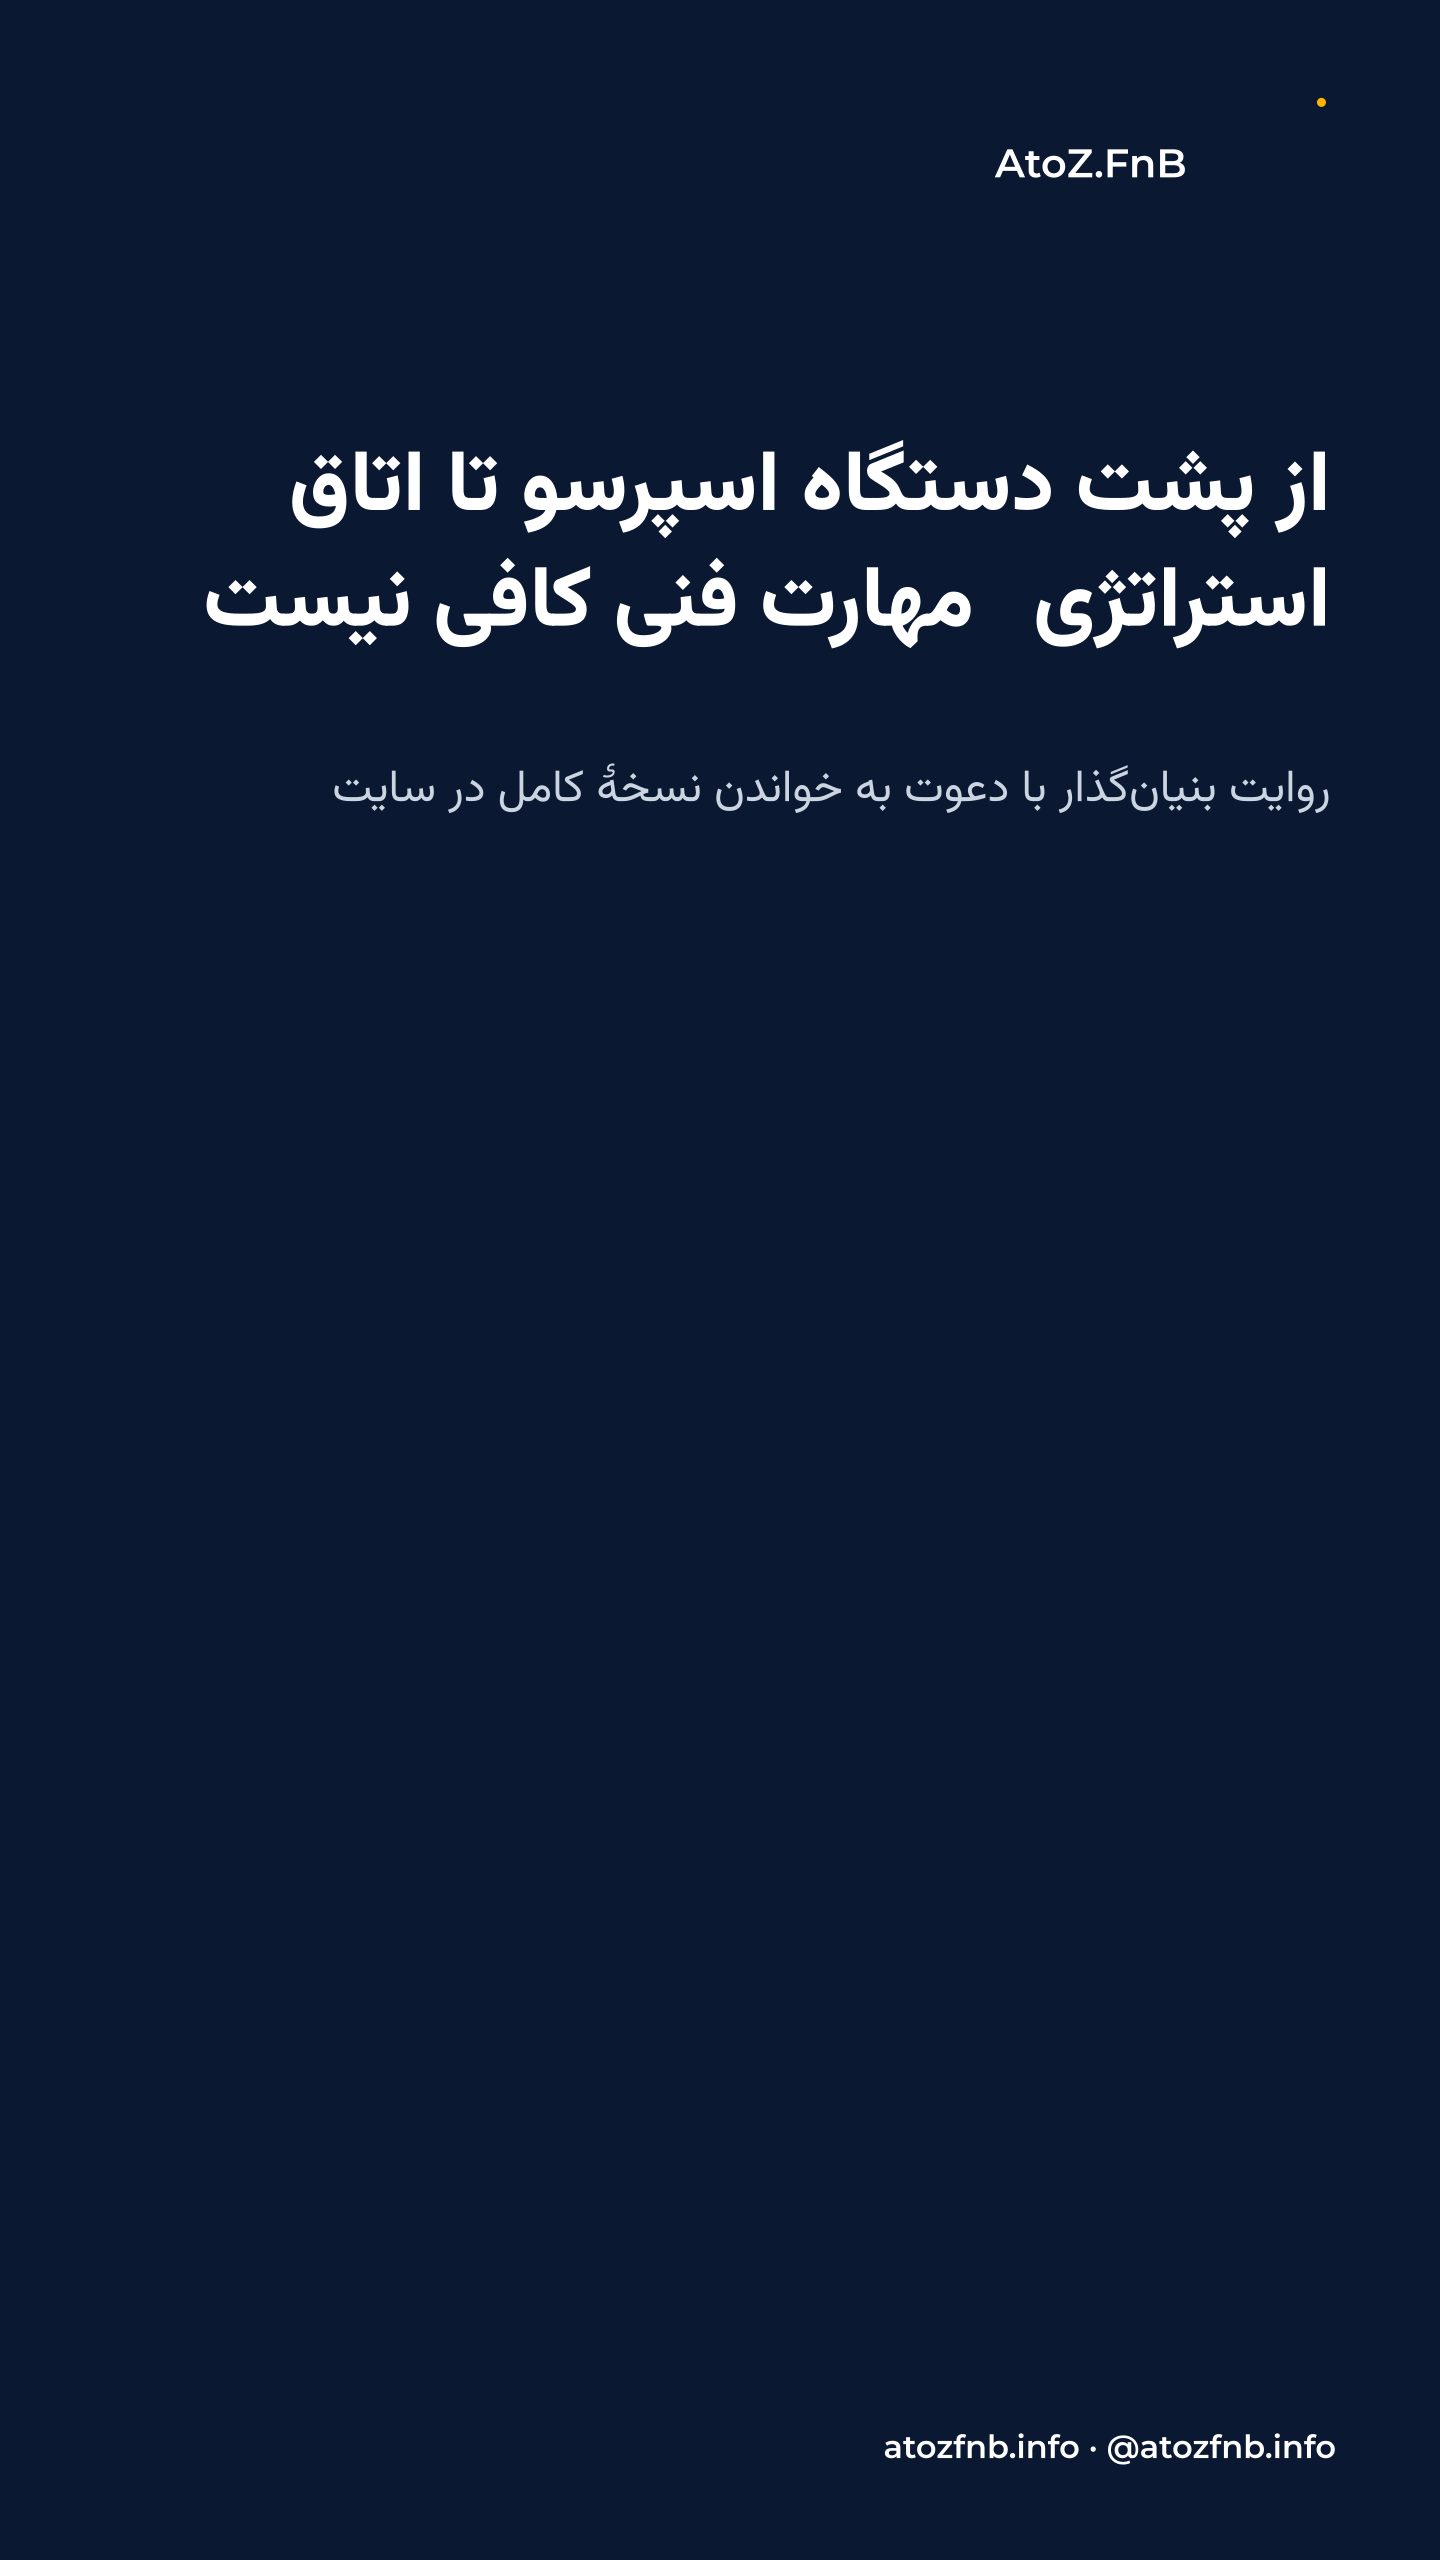 AtoZ.FnB
از پشت دستگاه اسپرسو تا اتاق
استراتژی   مهارت فنی کافی نیست
روایت بنیان‌گذار با دعوت به خواندن نسخهٔ کامل در سایت
atozfnb.info · @atozfnb.info